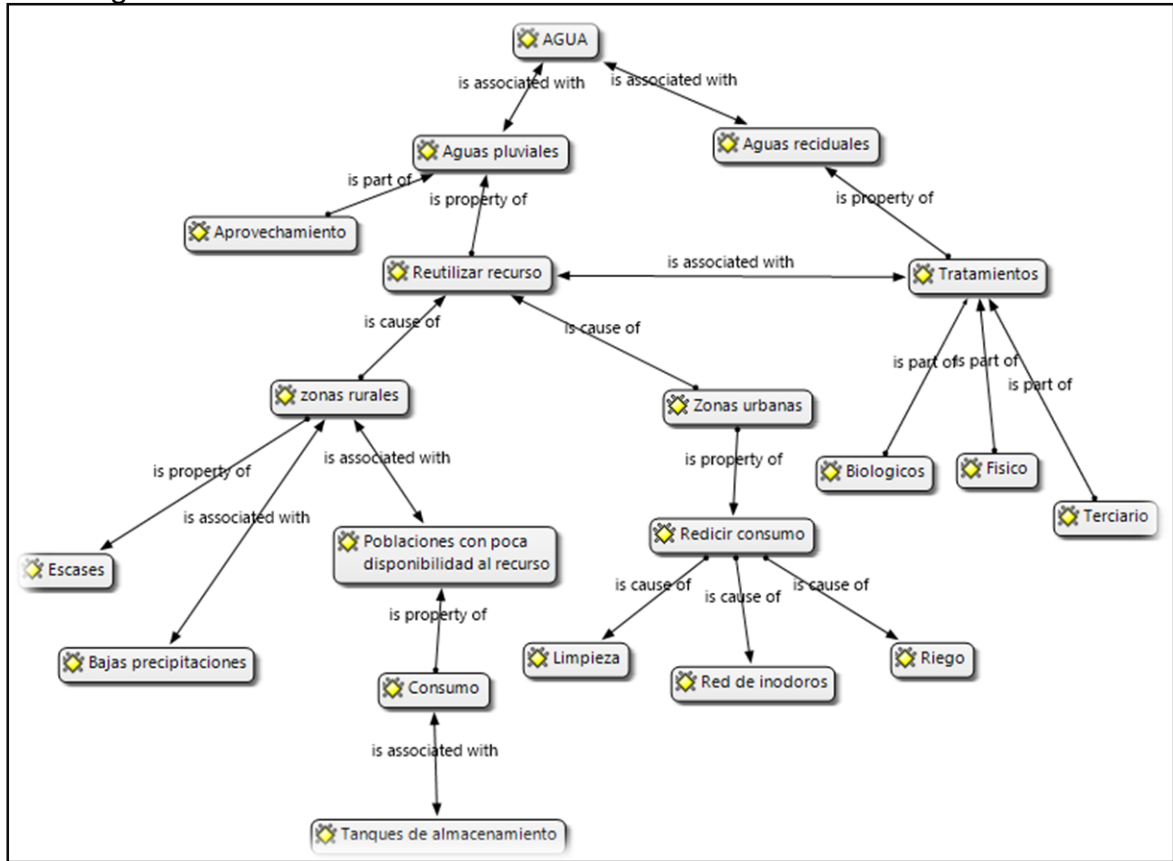 AGUA
is associated with
is associated with
Aguas pluviales
Aguas reciduales
is part of
is property of
is property of
Aprovechamiento
Reutilizar recurso
is associated with
Tratamientos
is cause of
is cause of
is part of
is part of
is part of
zonas rurales
Zonas urbanas
is property of
is associated with
is property of
Biologicos
Fisico
is associated with
Terciario
Escases
Poblaciones con poca
disponibilidad al recurso
Redicir consumo
is cause of
is cause of
is cause of
is property of
Bajas precipitaciones
Limpieza
Riego
Consumo
Red de inodoros
is associated with
Tanques de almacenamiento